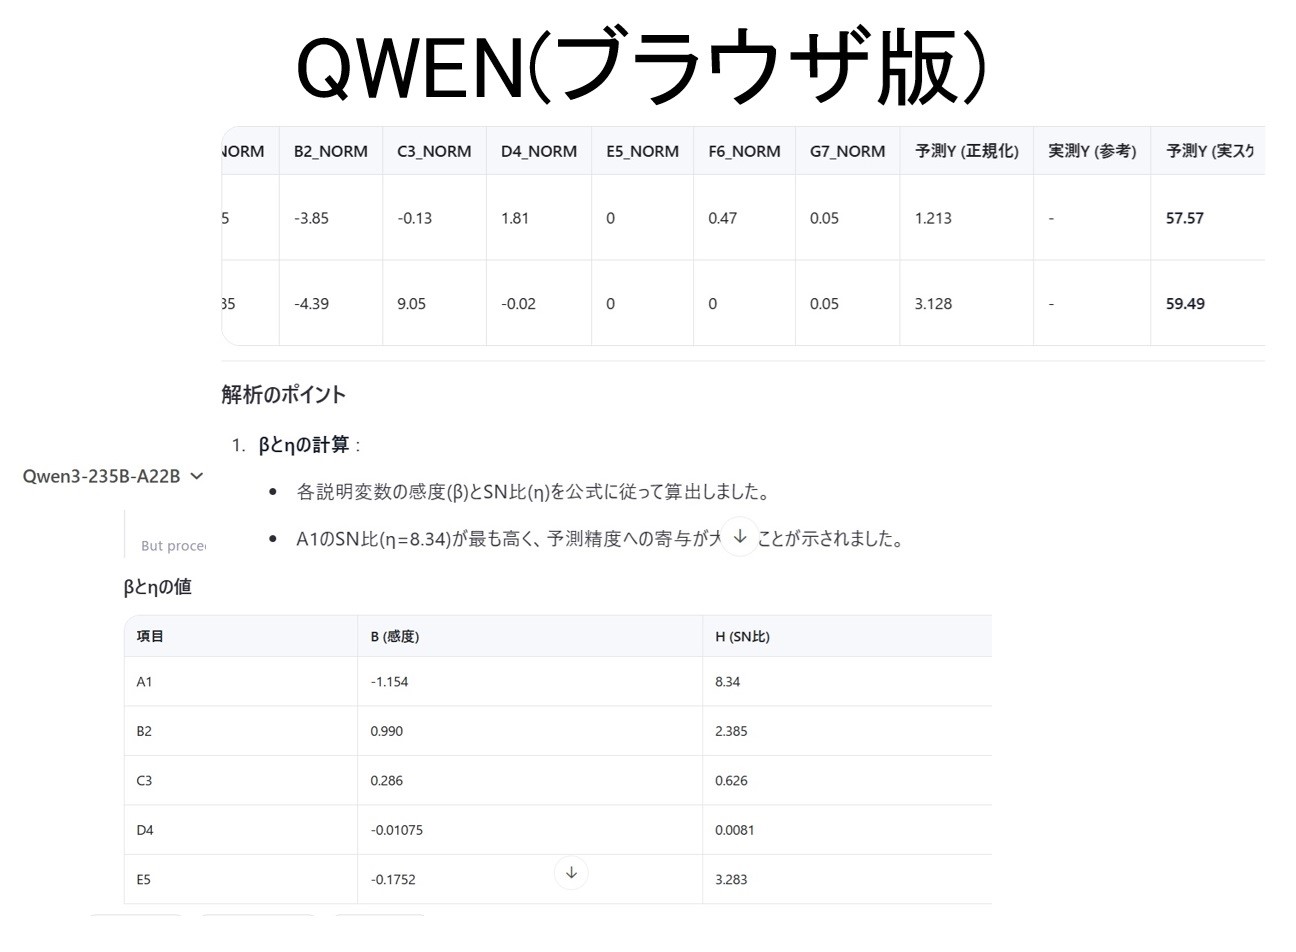 QWEN(ブラウザ版)
NORM B2_NORM C3_NORM D4_NORM E5_NORM F6_NORM G7_NORM 予測Y (正規化) 実測Y (参考) 予測Y (実スケ
5 -3.85 -0.13 1.81 0 0.47 0.05 1.213 - 57.57
35 -4.39 9.05 -0.02 0 0 0.05 3.128 - 59.49
解析のポイント
1. βとηの計算 :
• 各説明変数の感度(β)とSN比(η)を公式に従って算出しました。
• A1のSN比(η=8.34)が最も高く、予測精度への寄与が大 ことが示されました。
Qwen3-235B-A22B
But proce
βとηの値
項目 B (感度) H (SN比)
A1 -1.154 8.34
B2 0.990 2.385
C3 0.286 0.626
D4 -0.01075 0.0081
E5 -0.1752 3.283